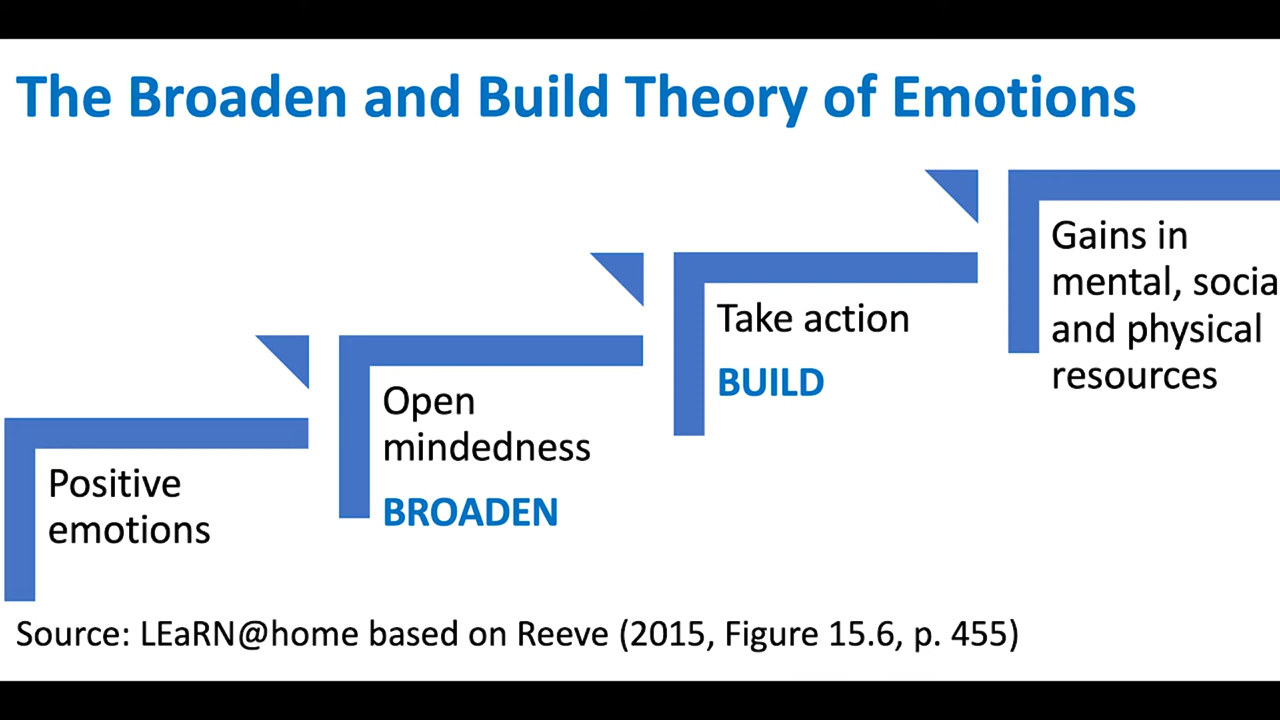 The Broaden and Build Theory of Emotions
Positive
emotions
Open
mindedness
BROADEN
Take action
BUILD
Gains in
mental, socia
and physical
resources
Source: LEaRN@home based on Reeve (2015, Figure 15.6, p. 455)